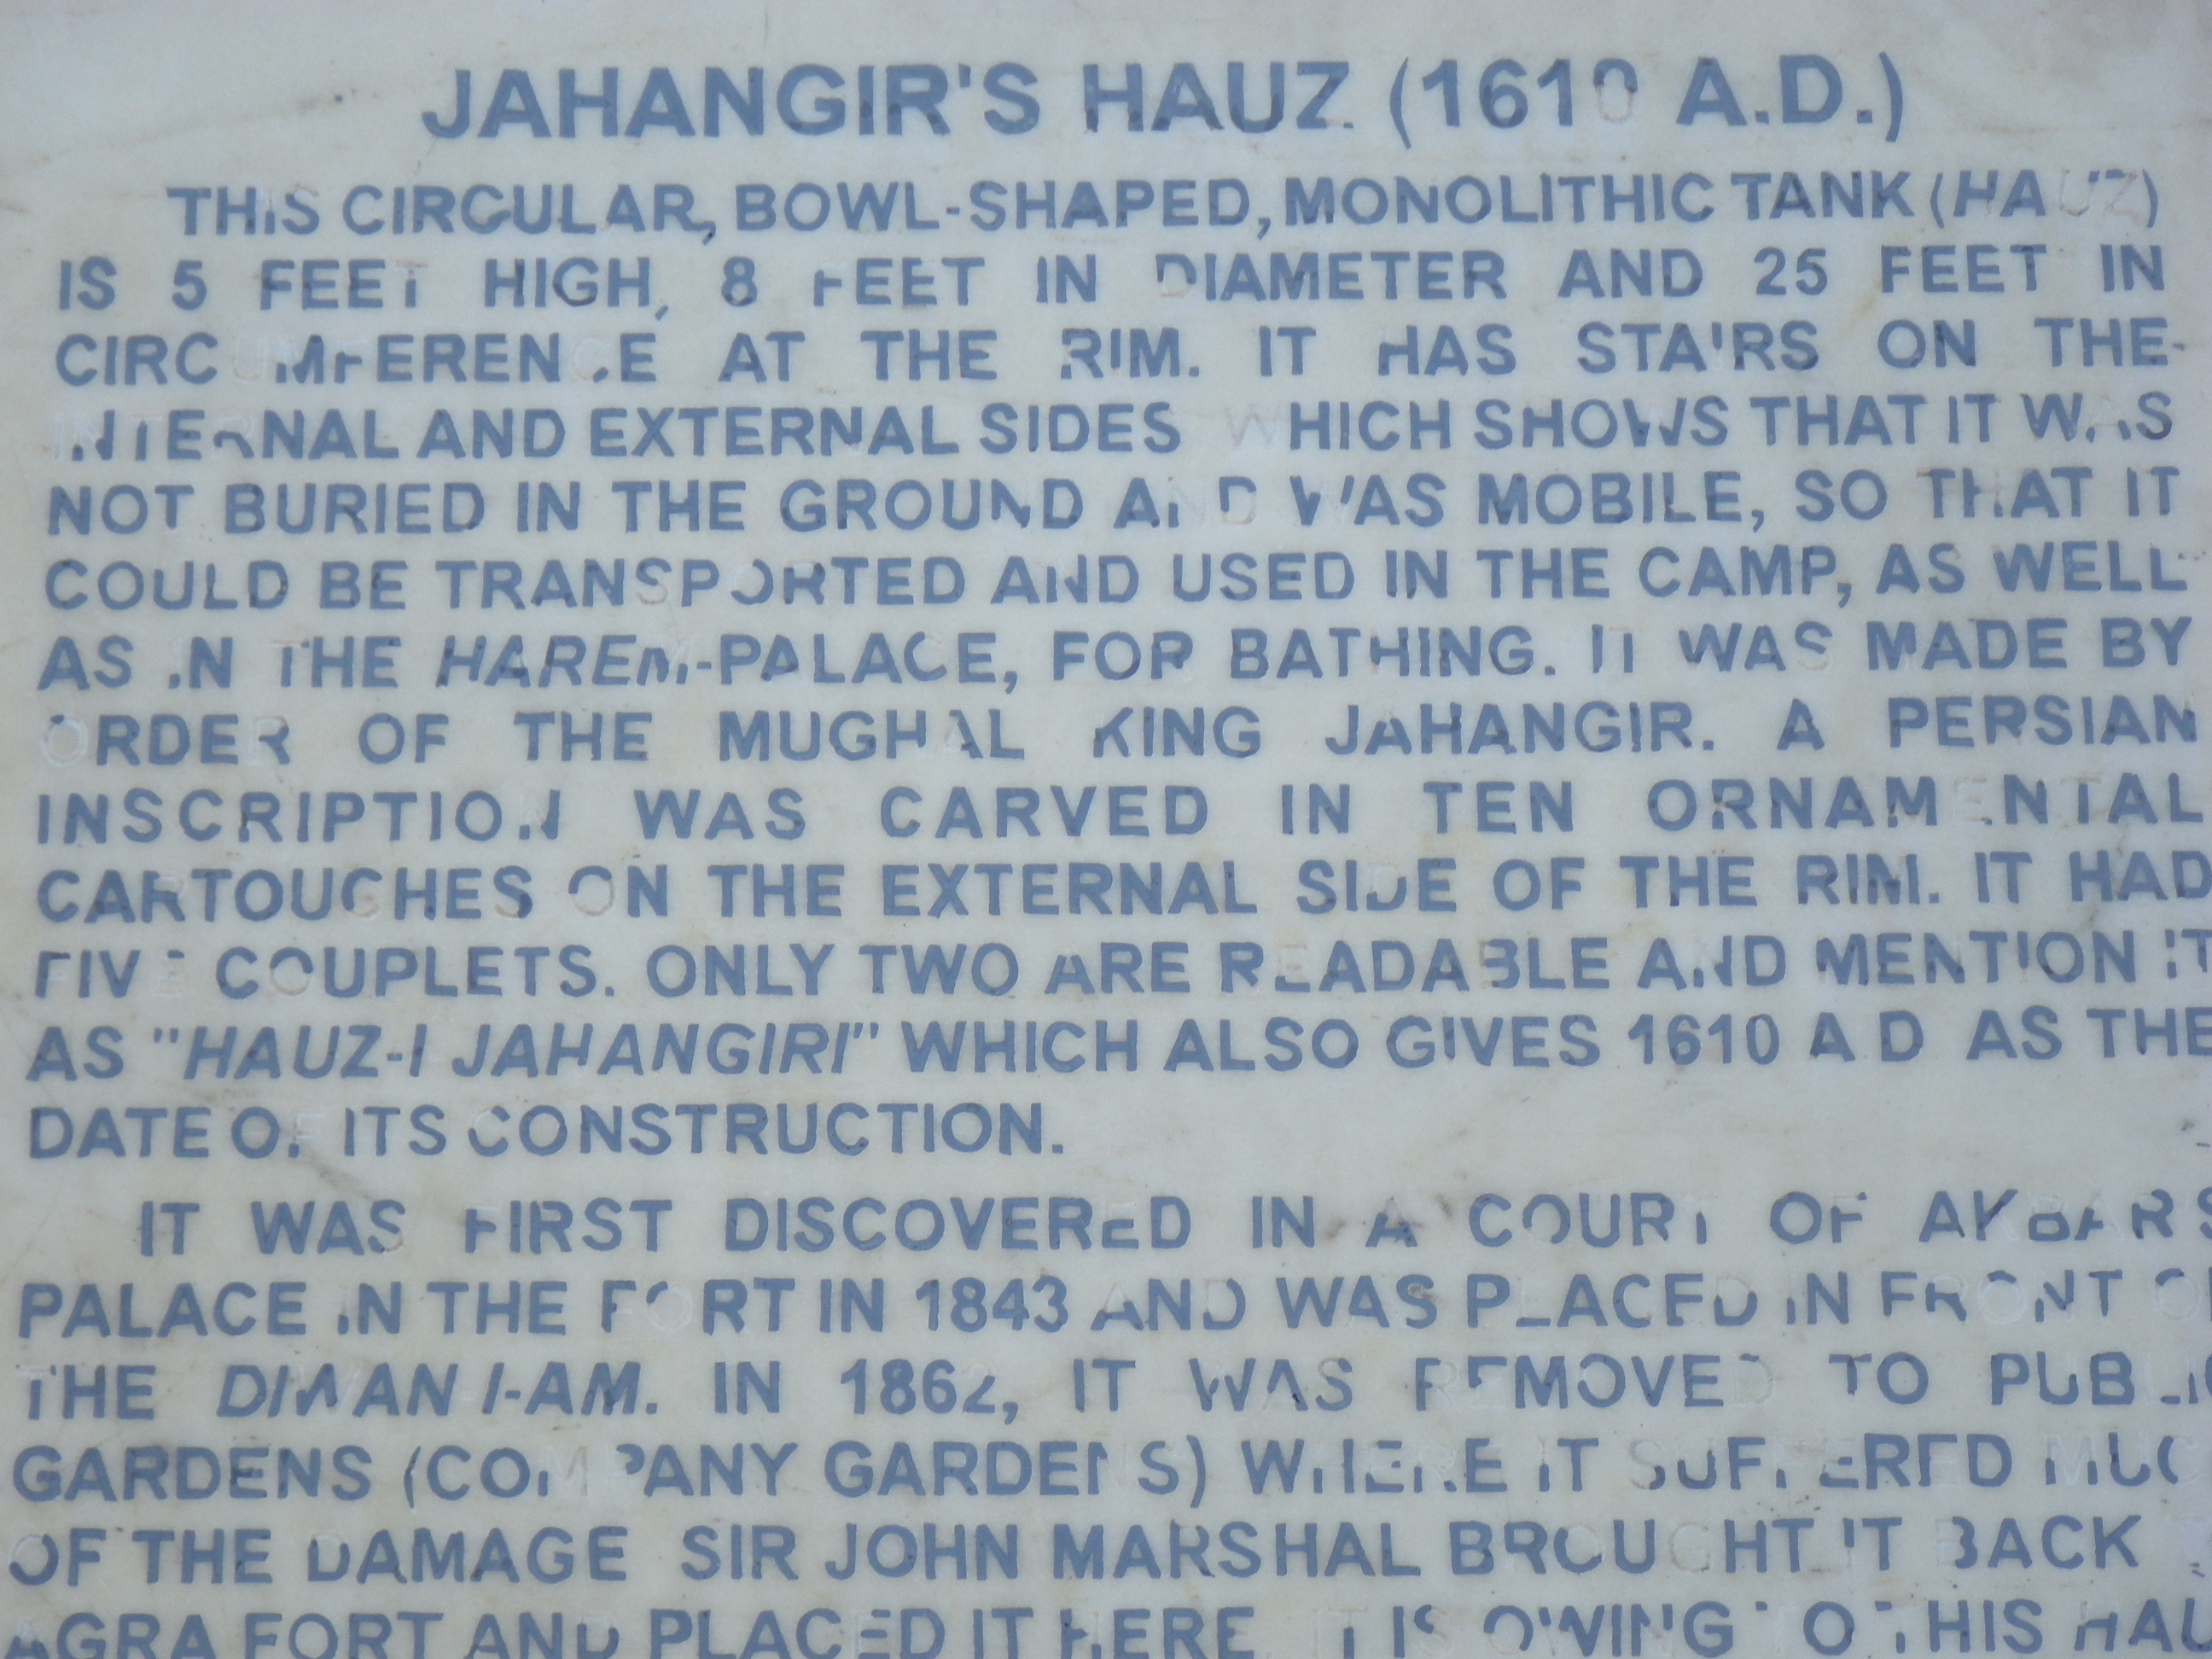 JAHANGIR'S HAUZ (1610 A.D.)
THIS CIRCULAR, BOWL-SHAPED, MONOLITHIC TANK (HAUZ)
IS 5 FEET HIGH, 8 FEET IN DIAMETER AND 25 FEET IN
CIRCUMFERENCE AT THE RIM. IT HAS STAIRS ON THE
INTERNAL AND EXTERNAL SIDES WHICH SHOWS THAT IT WAS
NOT BURIED IN THE GROUND AND WAS MOBILE, SO THAT IT
COULD BE TRANSPORTED AND USED IN THE CAMP, AS WELL
AS IN THE HAREM-PALACE, FOR BATHING. IT WAS MADE BY
ORDER OF THE MUGHAL KING JAHANGIR. A PERSIAN
INSCRIPTION WAS CARVED IN TEN ORNAMENTAL
CARTOUCHES ON THE EXTERNAL SIDE OF THE RIM. IT HAD
FIVE COUPLETS. ONLY TWO ARE READABLE AND MENTION IT
AS "HAUZ-I JAHANGIRI" WHICH ALSO GIVES 1610 A D AS THE
DATE OF ITS CONSTRUCTION.
IT WAS FIRST DISCOVERED IN A COURT OF AKBAR'S
PALACE IN THE FORT IN 1843 AND WAS PLACED IN FRONT
THE DIWAN I-AM. IN 1862, IT WAS REMOVED TO PUBLIC
GARDENS (COMPANY GARDENS) WHERE IT SUFFERED MUCH
OF THE DAMAGE SIR JOHN MARSHAL BROUGHT IT BACK
AGRA FORT AND PLACED IT HERE IT IS OWING TO THIS HAU